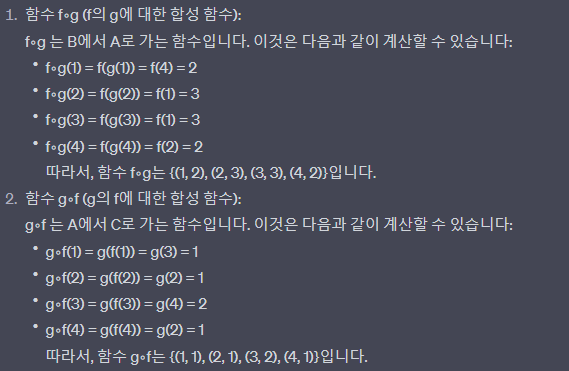 1. 함수 f∘g (f의 g에 대한 합성 함수):
f∘g 는 B에서 A로 가는 함수입니다. 이것은 다음과 같이 계산할 수 있습니다:
• f∘g(1) = f(g(1)) = f(4) = 2
• f∘g(2) = f(g(2)) = f(1) = 3
• f∘g(3) = f(g(3)) = f(1) = 3
• f∘g(4) = f(g(4)) = f(2) = 2
따라서, 함수 f∘g는 {(1, 2), (2, 3), (3, 3), (4, 2)}입니다.
2. 함수 g∘f (g의 f에 대한 합성 함수):
g∘f 는 A에서 C로 가는 함수입니다. 이것은 다음과 같이 계산할 수 있습니다:
• g∘f(1) = g(f(1)) = g(3) = 1
• g∘f(2) = g(f(2)) = g(2) = 1
• g∘f(3) = g(f(3)) = g(4) = 2
• g∘f(4) = g(f(4)) = g(2) = 1
따라서, 함수 g∘f는 {(1, 1), (2, 1), (3, 2), (4, 1)}입니다.